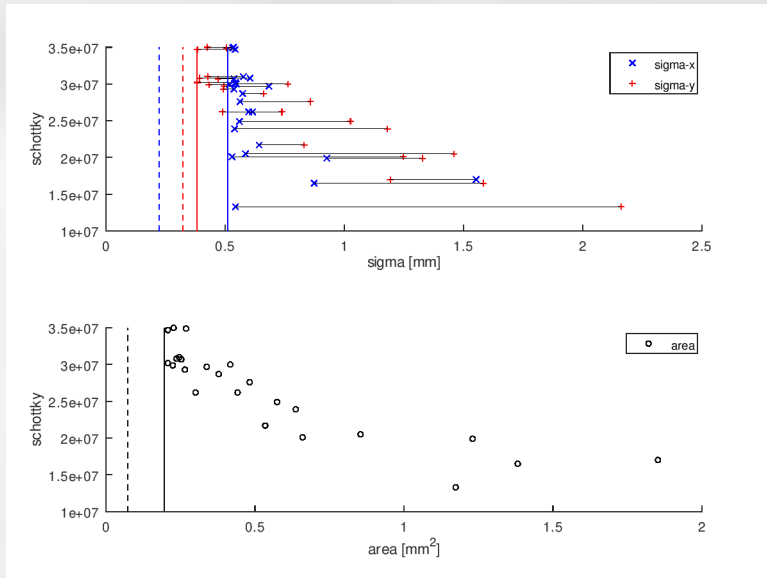 3.5e+07
3e+07
2.5e+07
2e+07
1.5e+07
1e+07
schottky
sigma-x
sigma-y
0 0.5 1 1.5 2 2.5
sigma [mm]
3.5e+07
3e+07
2.5e+07
2e+07
1.5e+07
1e+07
schottky
area
0 0.5 1 1.5 2
area [mm²]